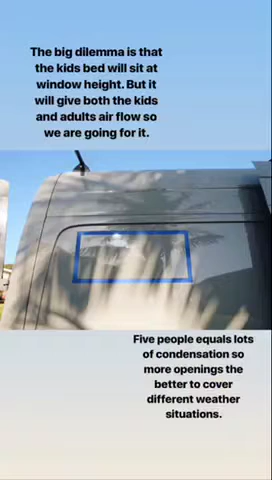 The big dilemma is that
the kids bed will sit at
window height. But it
will give both the kids
and adults air flow so
we are going for it.
Five people equals lots
of condensation so
more openings the
better to cover
different weather
situations.